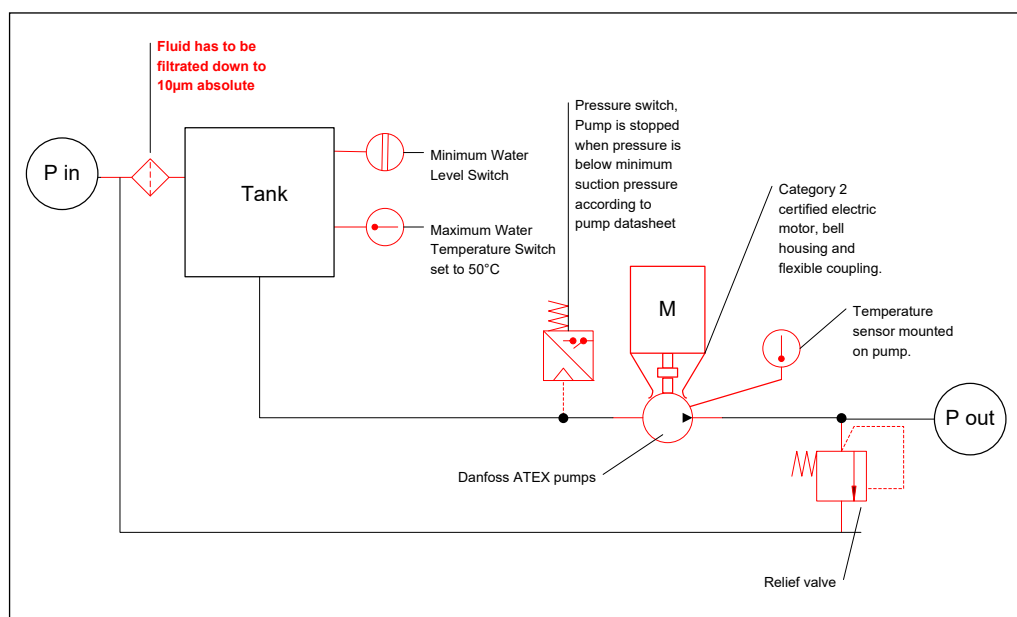 Fluid has to be
filtrated down to
10µm absolute
P in
Tank
Minimum Water
Level Switch
Maximum Water
Temperature Switch
set to 50°C
Pressure switch,
Pump is stopped
when pressure is
below minimum
suction pressure
according to
pump datasheet
Category 2
certified electric
motor, bell
housing and
flexible coupling.
M
Temperature
sensor mounted
on pump.
P out
Danfoss ATEX pumps
Relief valve